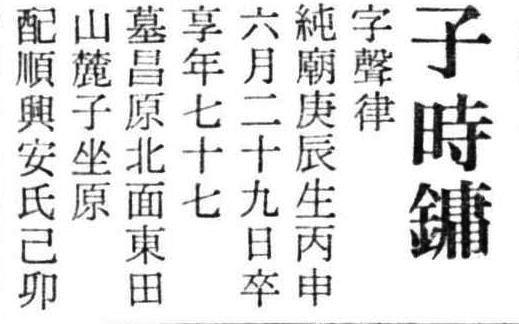 子時鏞
字聲律
純廟庚辰生丙申
六月二十九日卒
享年七十七
墓昌原北面東田
山麓子坐原
配順興安氏己卯